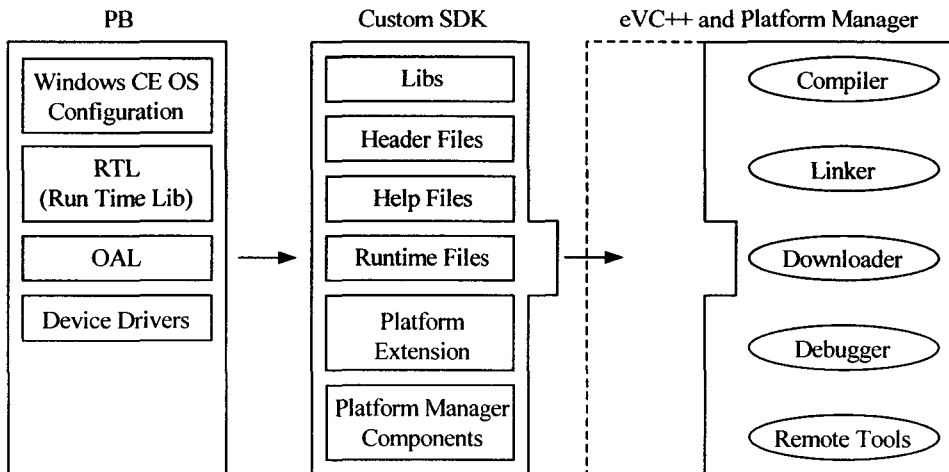 PB
Windows CE OS
Configuration
RTL
(Run Time Lib)
OAL
Device Drivers
Custom SDK
Libs
Header Files
Help Files
Runtime Files
Platform
Extension
Platform Manager
Components
eVC++ and Platform Manager
Compiler
Linker
Downloader
Debugger
Remote Tools